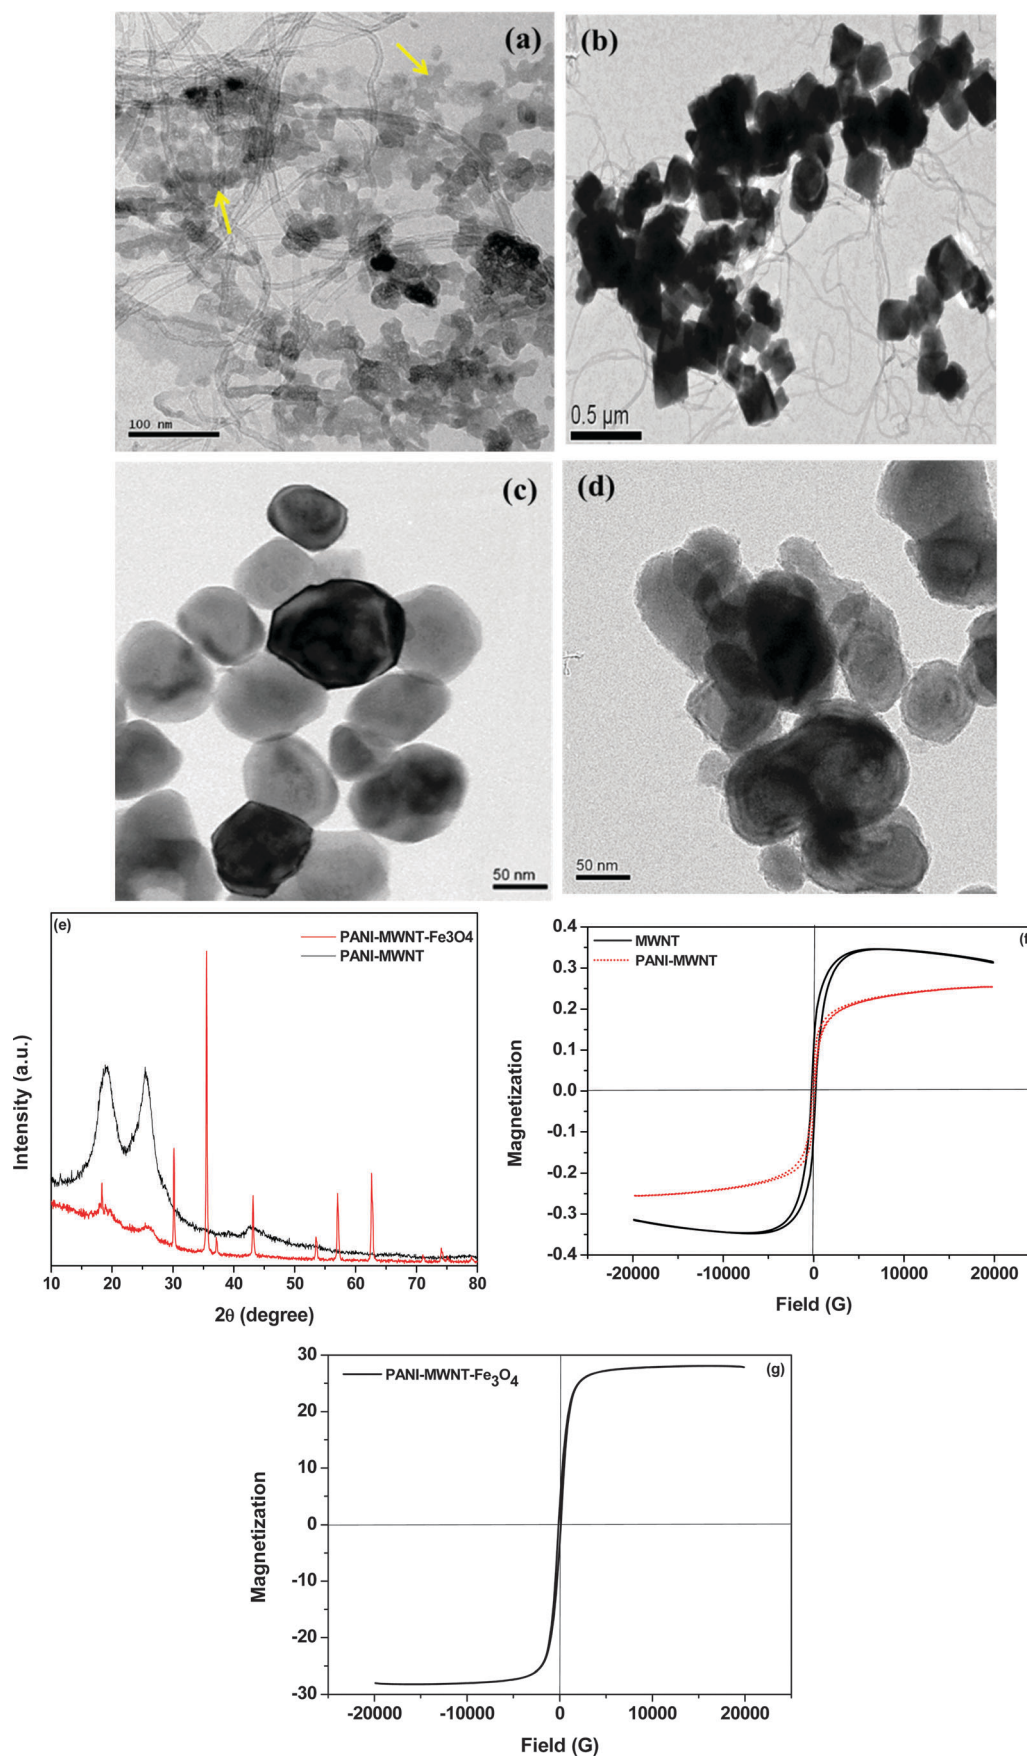 (a)
100 nm
(b)
0.5 µm
(c)
50 nm
(d)
50 nm
(e)
PANI-MWNT-Fe3O4
PANI-MWNT
Intensity (a.u.)
10 20 30 40 50 60 70 80
2θ (degree)
(f
MWNT
PANI-MWNT
0.4
0.3
0.2
0.1
0.0
-0.1
-0.2
-0.3
-0.4
Magnetization
-20000 -10000 0 10000 20000
Field (G)
(g)
PANI-MWNT-Fe₃O₄
30
20
10
0
-10
-20
-30
Magnetization
-20000 -10000 0 10000 20000
Field (G)